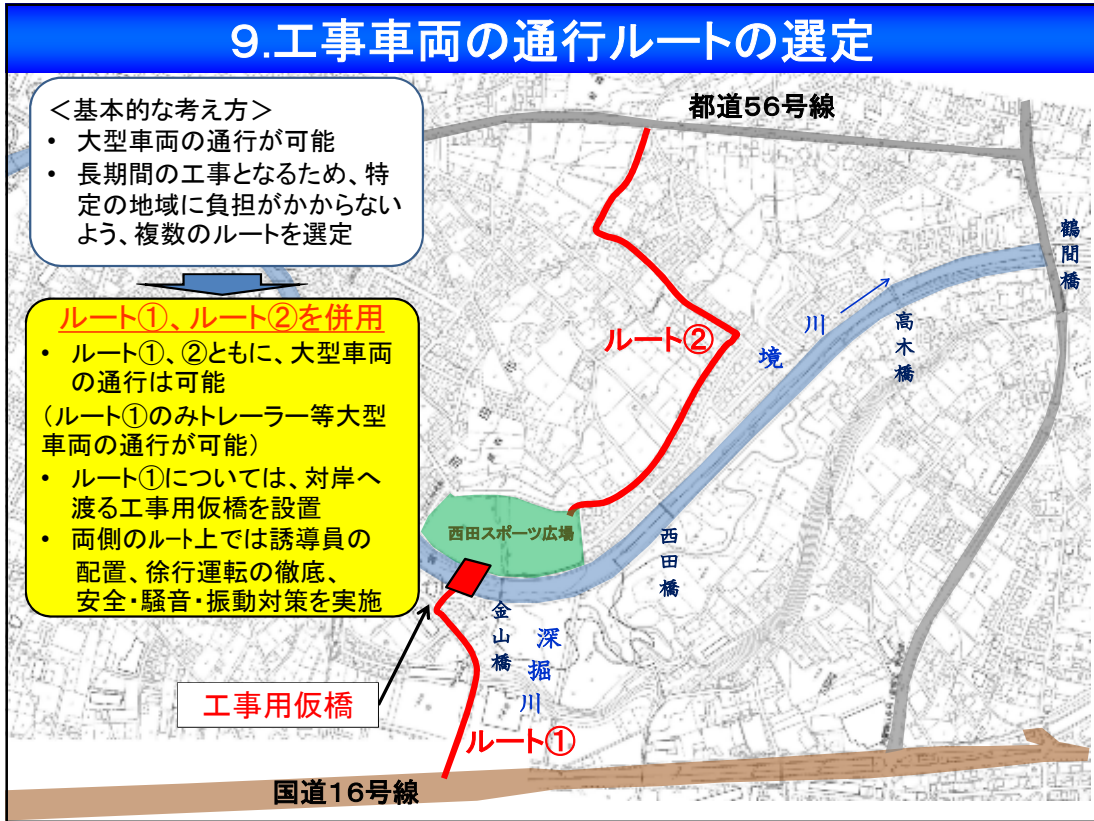 9.工事車両の通行ルートの選定
<基本的な考え方>
• 大型車両の通行が可能
• 長期間の工事となるため、特
定の地域に負担がかからない
よう、複数のルートを選定
ルート①、ルート②を併用
• ルート①、②ともに、大型車両
の通行は可能
(ルート①のみトレーラー等大型
車両の通行が可能)
• ルート①については、対岸へ
渡る工事用仮橋を設置
• 両側のルート上では誘導員の
配置、徐行運転の徹底、
安全・騒音・振動対策を実施
都道56号線
鶴間橋
高木橋
境川
ルート②
西田スポーツ広場
西田橋
金山橋
深堀川
工事用仮橋
ルート①
国道16号線